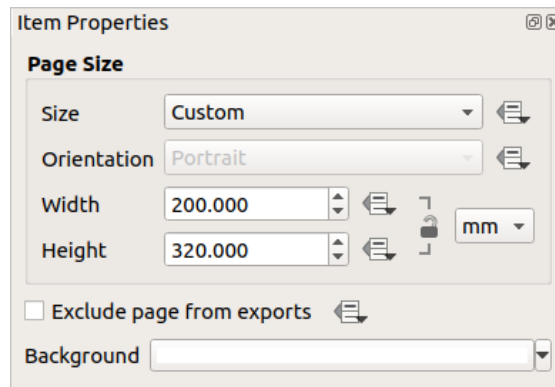 Item Properties
Page Size
Size Custom
Orientation Portrait
Width 200.000
mm
Height 320.000
Exclude page from exports
Background